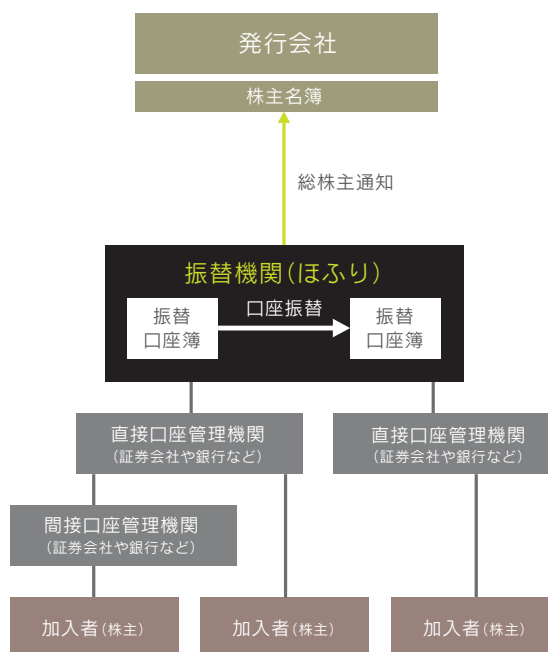 発行会社
株主名簿
総株主通知
振替機関(ほふり)
振替
口座簿
口座振替
振替
口座簿
直接口座管理機関
(証券会社や銀行など)
直接口座管理機関
(証券会社や銀行など)
間接口座管理機関
(証券会社や銀行など)
加入者(株主)
加入者(株主)
加入者(株主)